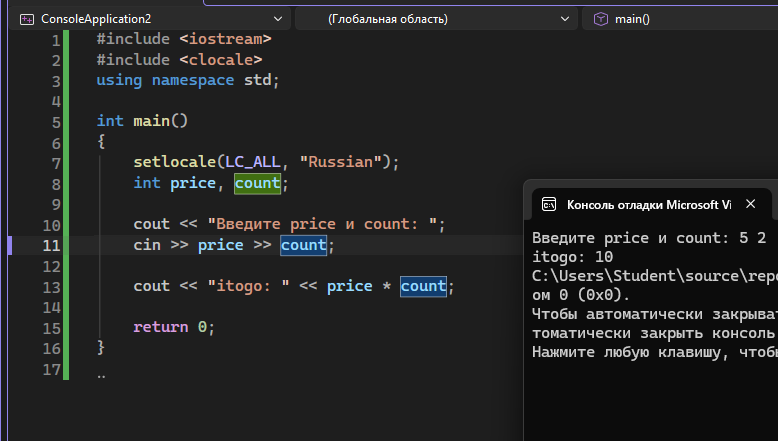 ConsoleApplication2 (Глобальная область) main()
1 #include <iostream>
2 #include <clocale>
3 using namespace std;
4
5 int main()
6 {
7 setlocale(LC_ALL, "Russian");
8 int price, count;
9
10 cout << "Введите price и count: ";
11 cin >> price >> count;
12
13 cout << "itogo: " << price * count;
14
15 return 0;
16 }
17
Консоль отладки Microsoft Vi
Введите price и count: 5 2
itogo: 10
C:\Users\Student\source\repo
ом 0 (0x0).
Чтобы автоматически закрыват
томатически закрыть консоль
Нажмите любую клавишу, чтобы